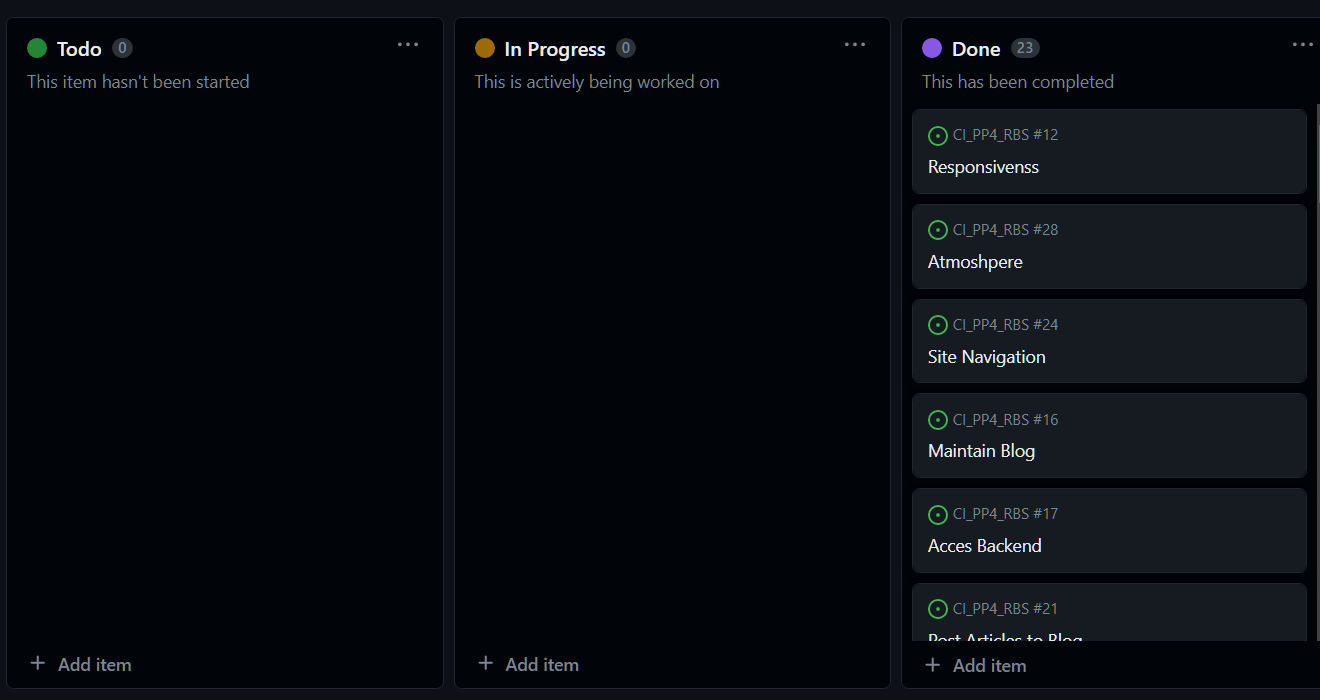 Todo 0
This item hasn't been started
Add item
In Progress 0
This is actively being worked on
Add item
Done 23
This has been completed
CI_PP4_RBS #12
Responsivenss
CI_PP4_RBS #28
Atmoshpere
CI_PP4_RBS #24
Site Navigation
CI_PP4_RBS #16
Maintain Blog
CI_PP4_RBS #17
Acces Backend
CI_PP4_RBS #21
Post Articles to Blog
Add item